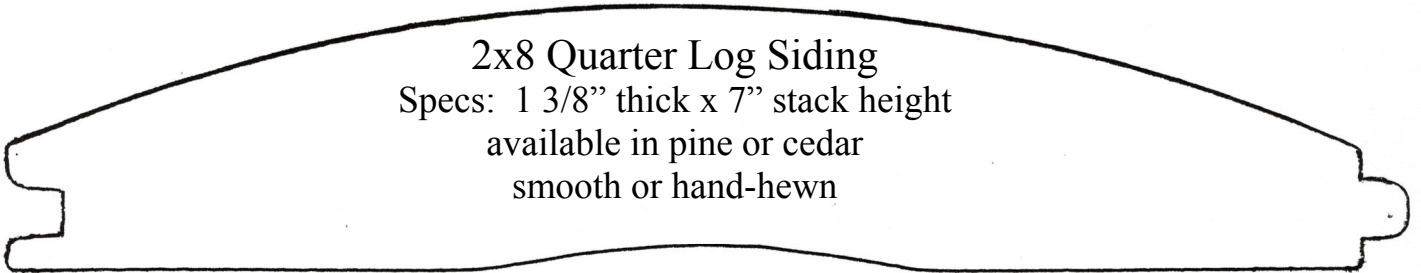 2x8 Quarter Log Siding
Specs:  1 3/8” thick x 7” stack height
available in pine or cedar
smooth or hand-hewn